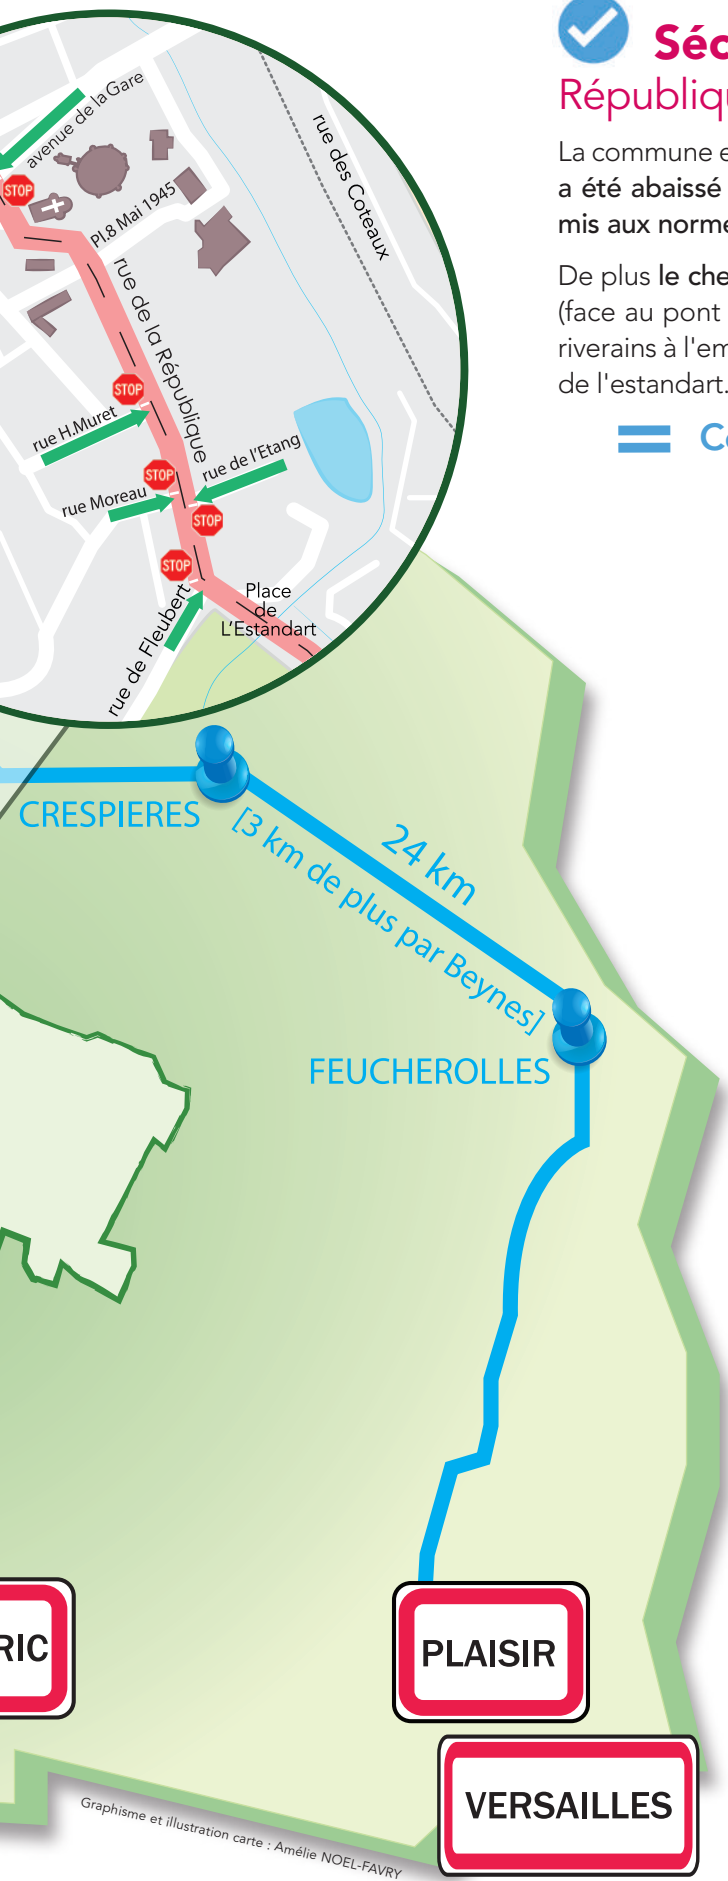 Séc
Républiqu
La commune e
a été abaissé
mis aux norme
De plus le che
(face au pont
riverains à l'em
de l'estandart.
= Co
avenue de la Gare
STOP
Pl.8 Mai 1945
rue des Coteaux
rue de la République
STOP
rue H.Muret
STOP
rue de l'Etang
rue Moreau
STOP
STOP
rue de Fleubert
Place
de
L'Estandart
CRESPIERES
24 km
[3 km de plus par Beynes]
FEUCHEROLLES
RIC
PLAISIR
VERSAILLES
Graphisme et illustration carte : Amélie NOEL-FAVRY